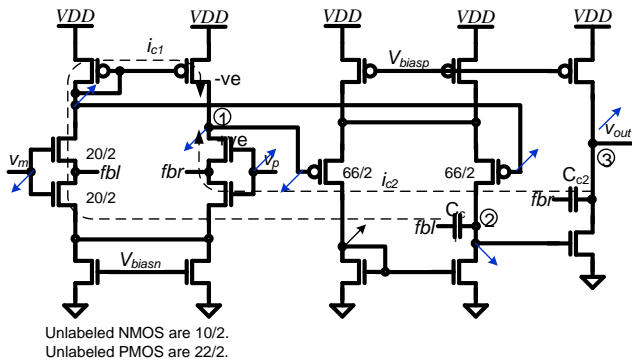 VDD VDD VDD VDD VDD
i_c1
-ve
V_biasp
①
+ve
v_out
v_m
20/2
fbl
fbr
v_p
66/2
66/2
③
20/2
i_c2
C_c2
fbr
C_c
②
fbl
V_biasn
Unlabeled NMOS are 10/2.
Unlabeled PMOS are 22/2.